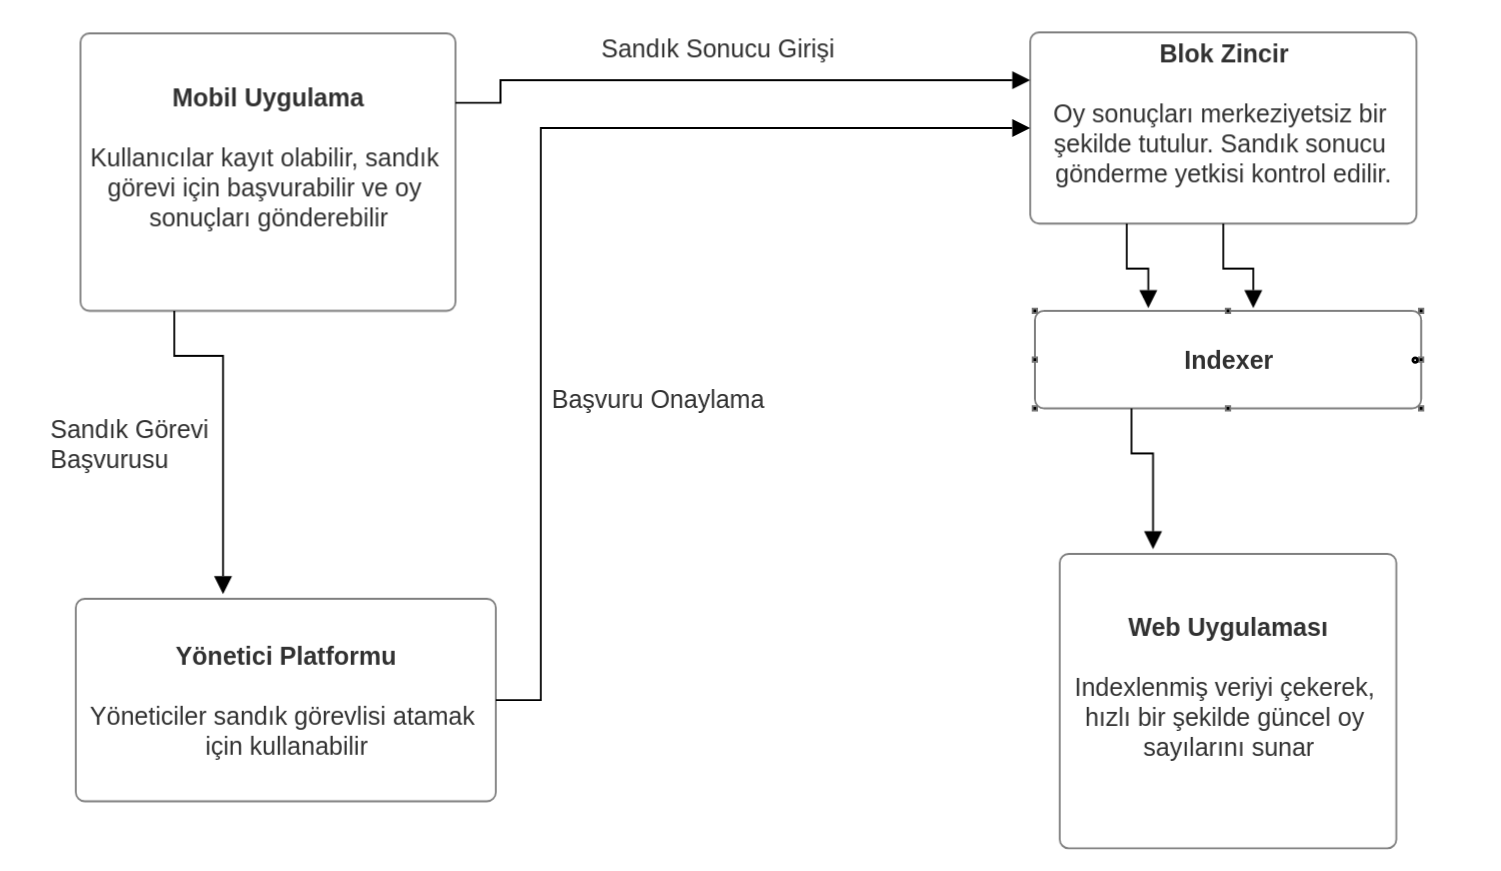 Mobil Uygulama
Kullanıcılar kayıt olabilir, sandık
görevi için başvurabilir ve oy
sonuçları gönderebilir
Sandık Sonucu Girişi
Blok Zincir
Oy sonuçları merkeziyetsiz bir
şekilde tutulur. Sandık sonucu
gönderme yetkisi kontrol edilir.
Indexer
Başvuru Onaylama
Sandık Görevi
Başvurusu
Yönetici Platformu
Yöneticiler sandık görevlisi atamak
için kullanabilir
Web Uygulaması
Indexlenmiş veriyi çekerek,
hızlı bir şekilde güncel oy
sayılarını sunar